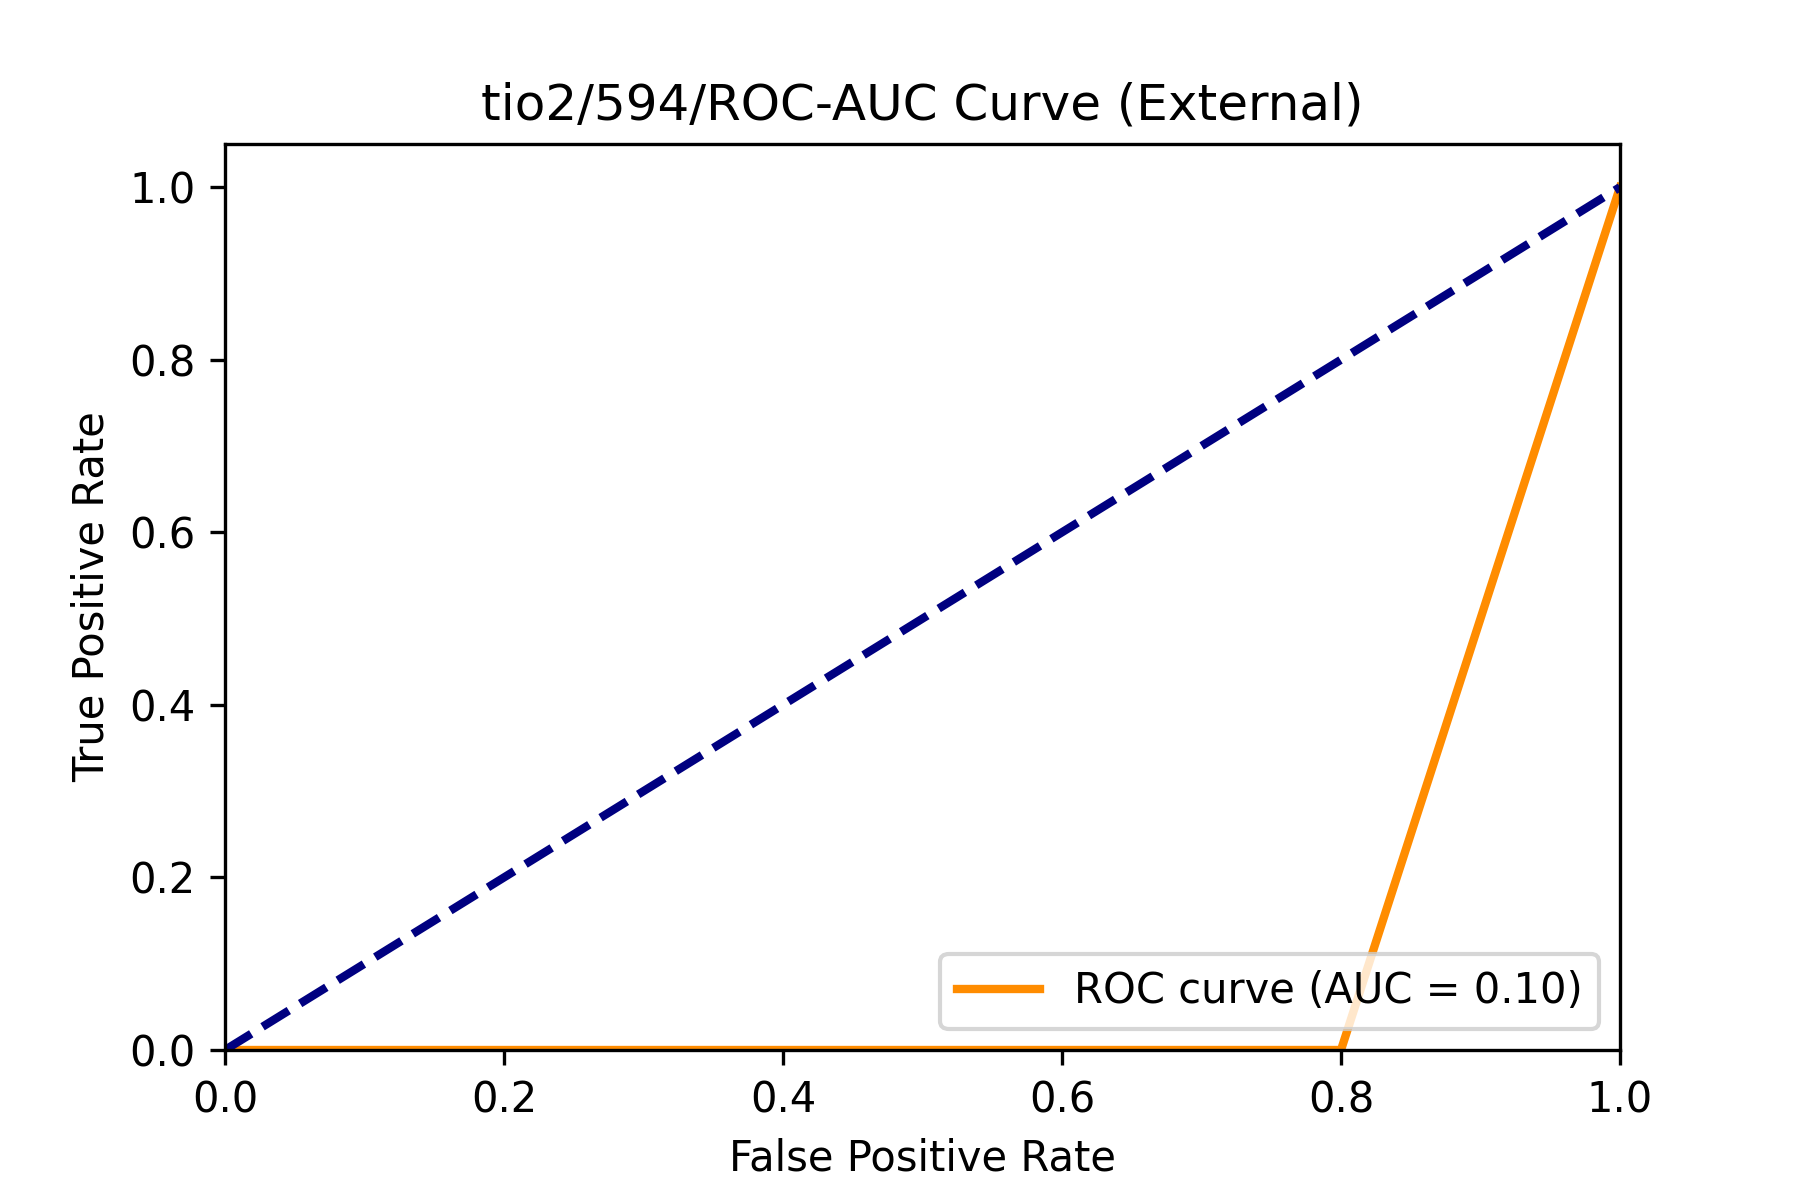 tio2/594/ROC-AUC Curve (External)
1.0
0.8
0.6
0.4
0.2
0.0
True Positive Rate
ROC curve (AUC = 0.10)
0.0 0.2 0.4 0.6 0.8 1.0
False Positive Rate